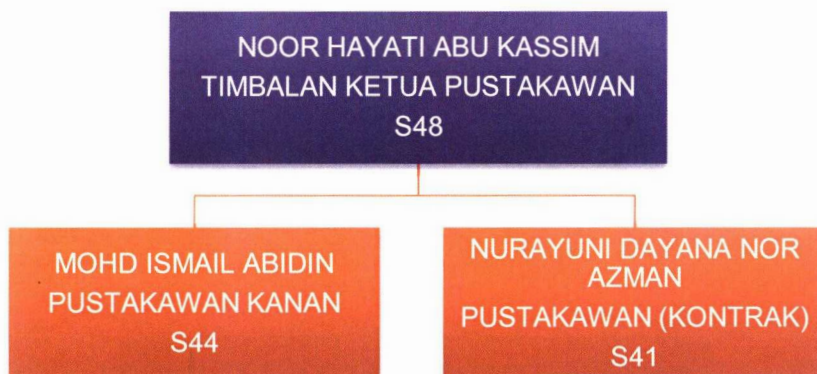 NOOR HAYATI ABU KASSIM
TIMBALAN KETUA PUSTAKAWAN
S48
MOHD ISMAIL ABIDIN
PUSTAKAWAN KANAN
S44
NURAYUNI DAYANA NOR
AZMAN
PUSTAKAWAN (KONTRAK)
S41